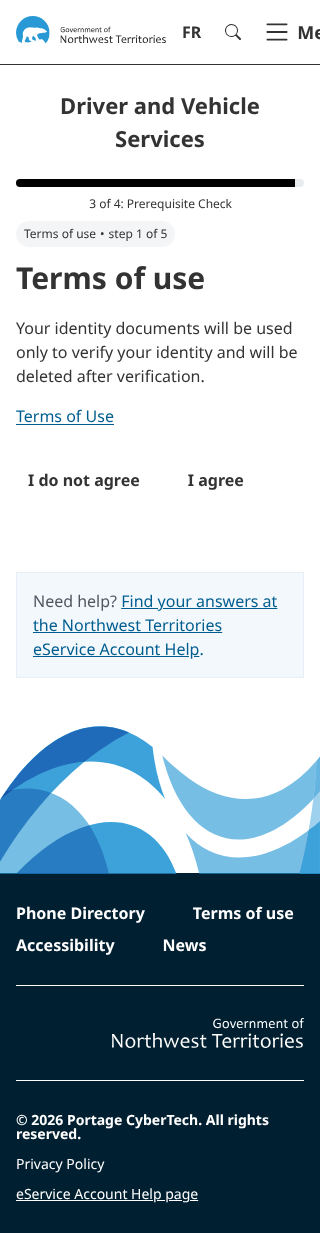 Government of
Northwest Territories
FR
Me
Driver and Vehicle
Services
3 of 4: Prerequisite Check
Terms of use • step 1 of 5
Terms of use
Your identity documents will be used
only to verify your identity and will be
deleted after verification.
Terms of Use
I do not agree
I agree
Need help? Find your answers at
the Northwest Territories
eService Account Help.
Phone Directory
Terms of use
Accessibility
News
Government of
Northwest Territories
© 2026 Portage CyberTech. All rights
reserved.
Privacy Policy
eService Account Help page